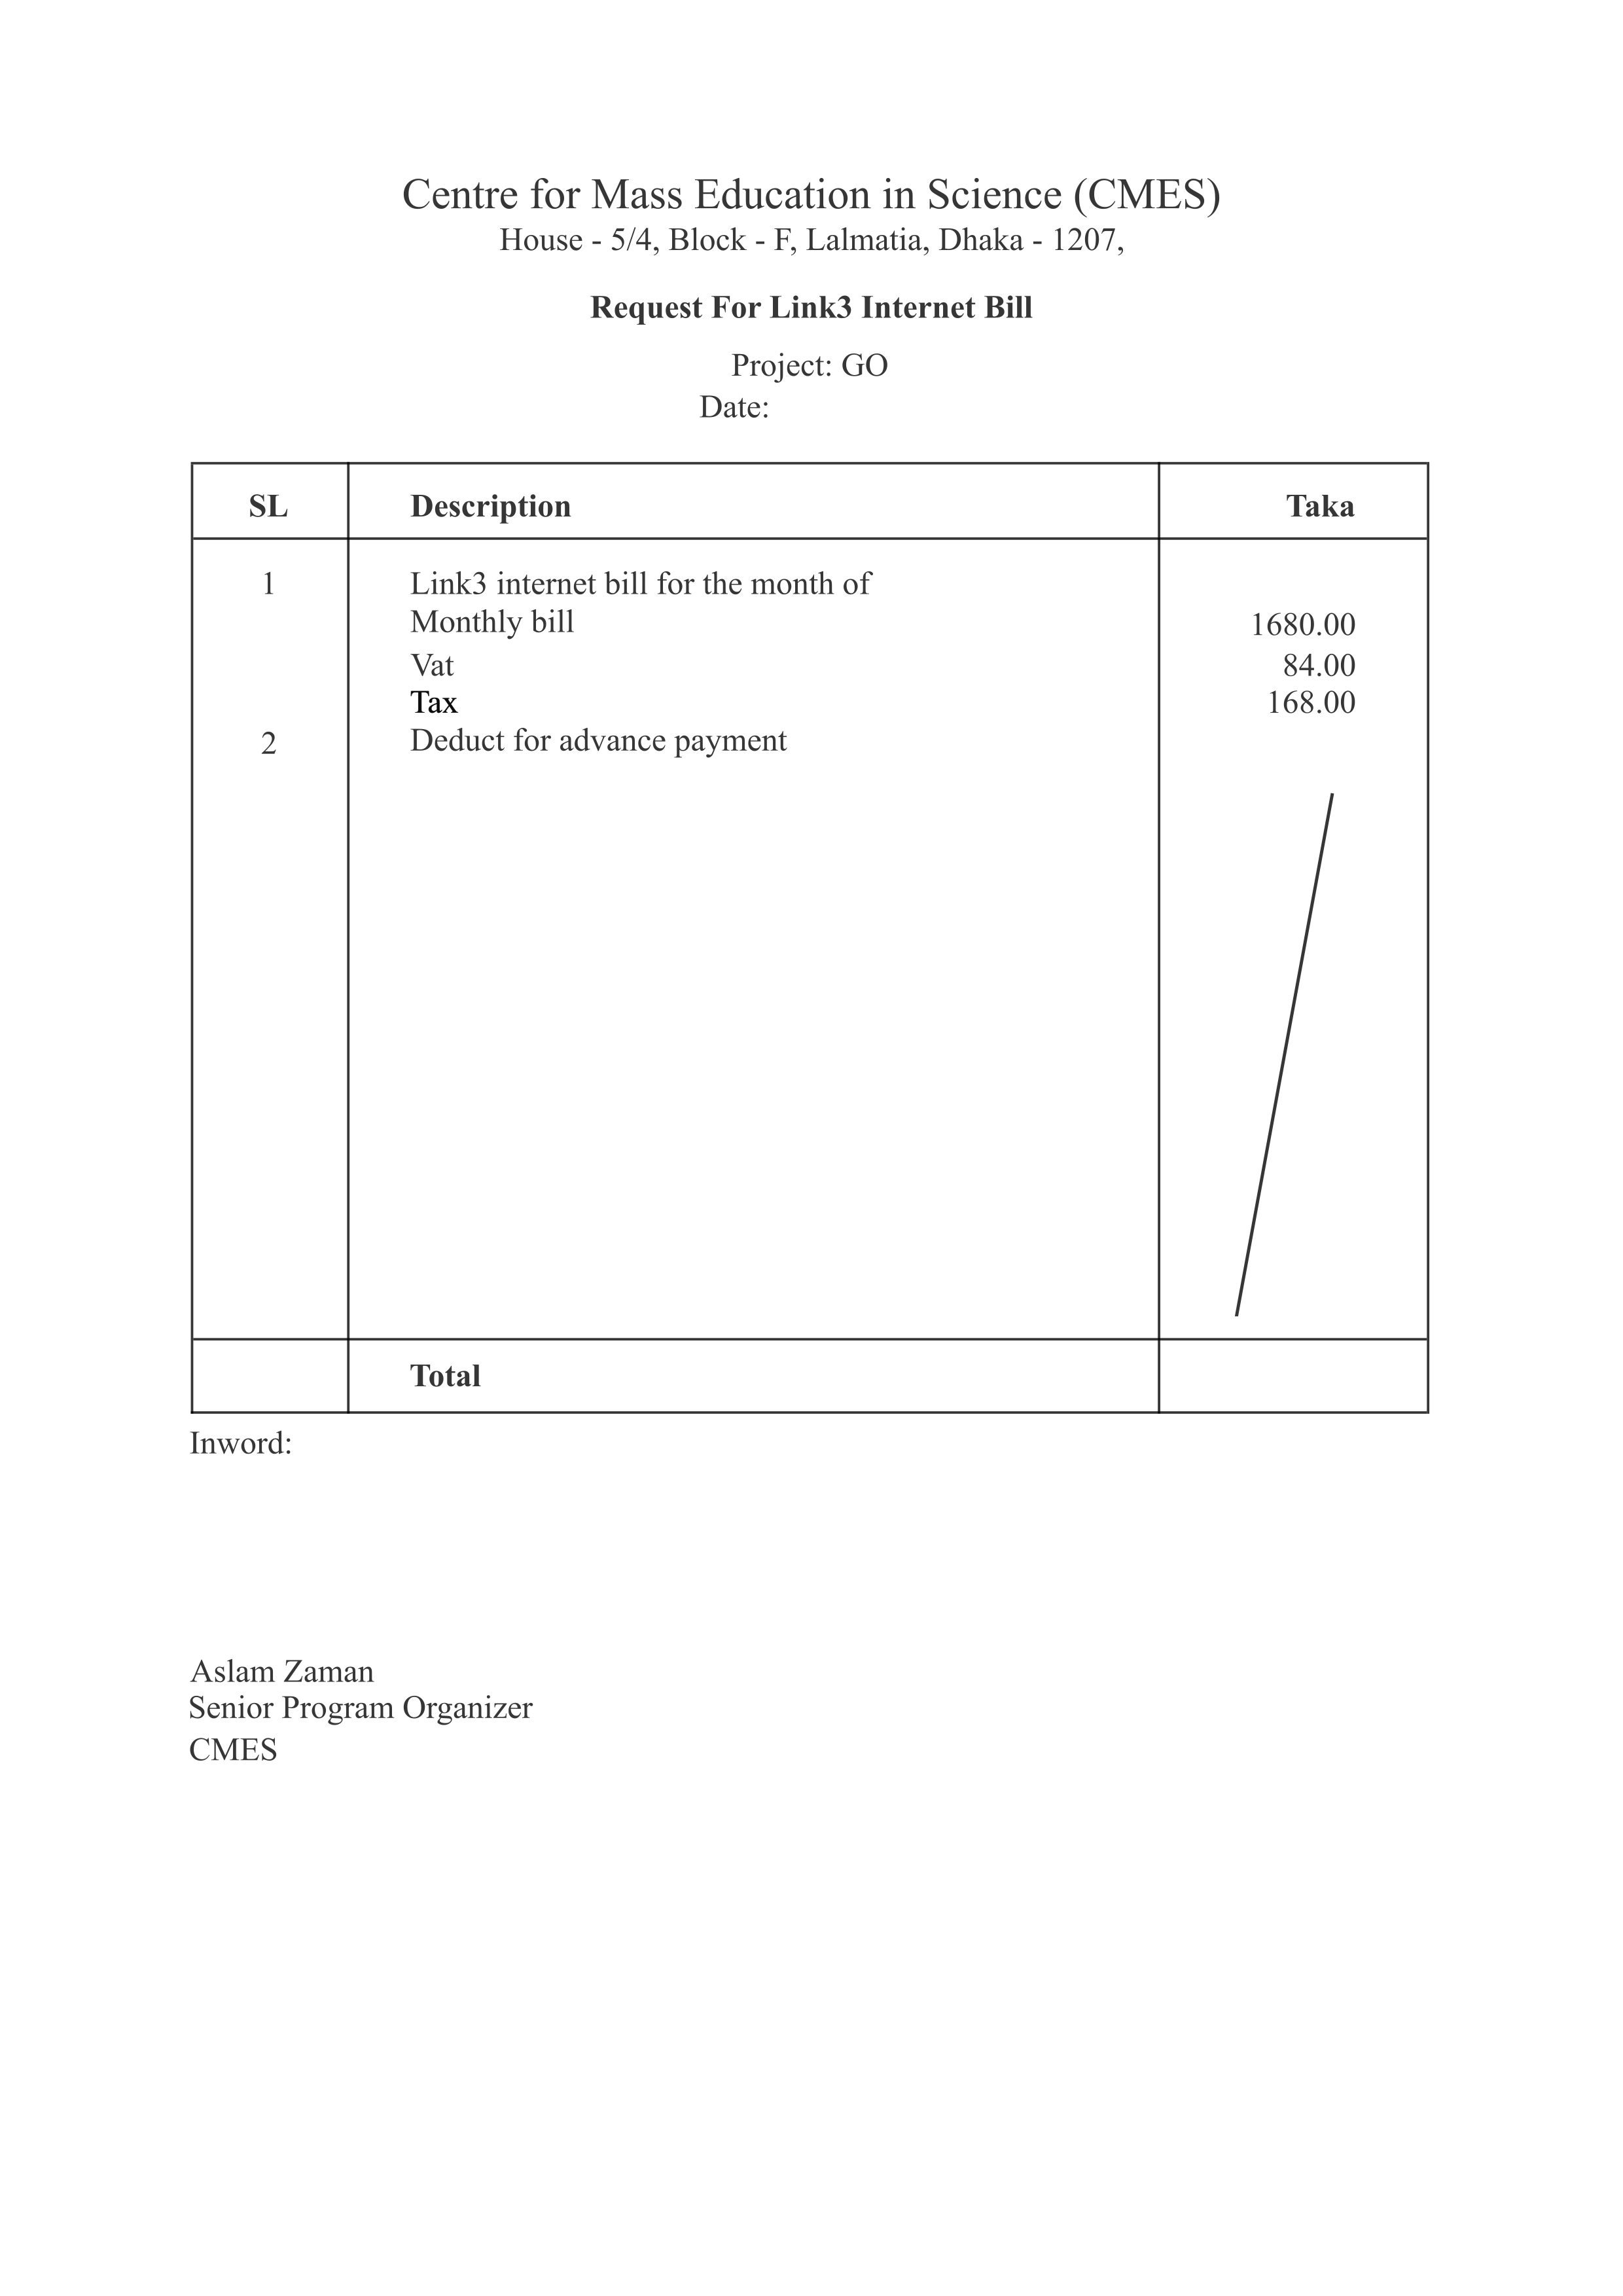 Centre for Mass Education in Science (CMES)
House - 5/4, Block - F, Lalmatia, Dhaka - 1207,
Request For Link3 Internet Bill
Project: GO
Date:
SL Description Taka
1 Link3 internet bill for the month of
Monthly bill 1680.00
Vat 84.00
Tax 168.00
2 Deduct for advance payment
Total
Inword:
Aslam Zaman
Senior Program Organizer
CMES